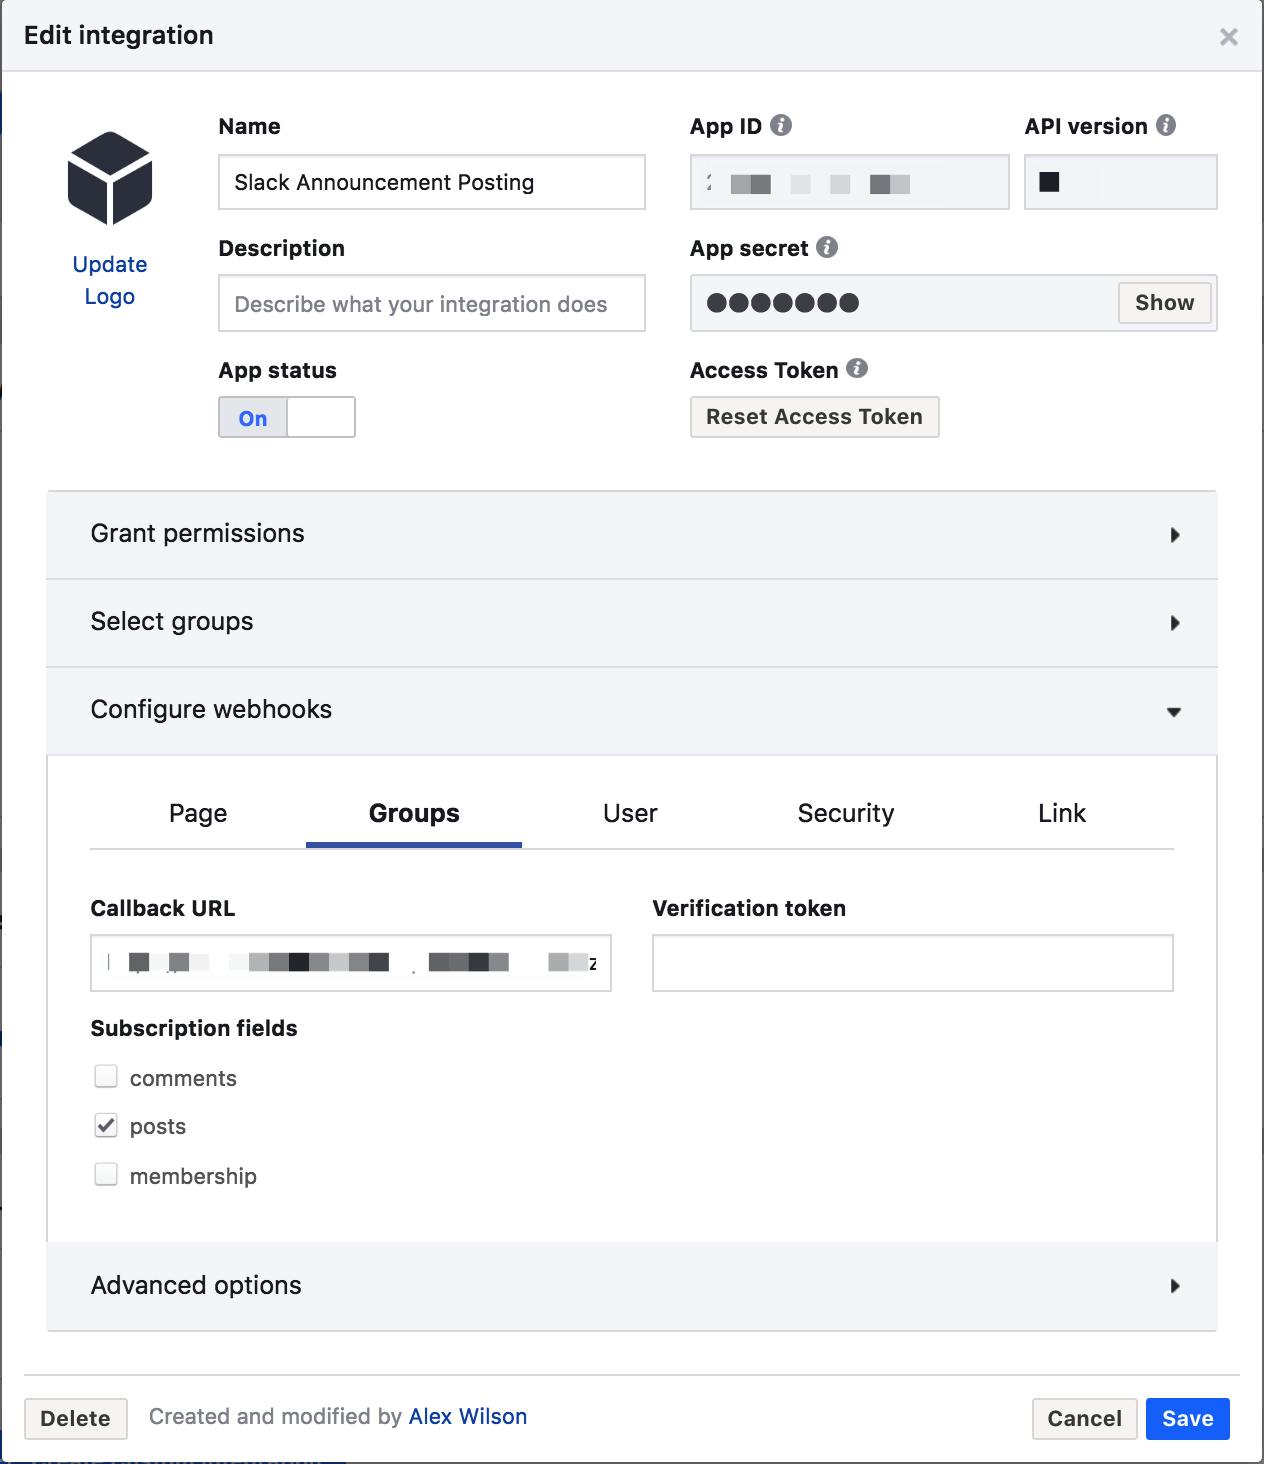 Edit integration
Name
App ID
API version
Slack Announcement Posting
Update
Logo
Description
App secret
Describe what your integration does
Show
App status
Access Token
On
Reset Access Token
Grant permissions
Select groups
Configure webhooks
Page
Groups
User
Security
Link
Callback URL
Verification token
Subscription fields
comments
posts
membership
Advanced options
Delete
Created and modified by Alex Wilson
Cancel
Save